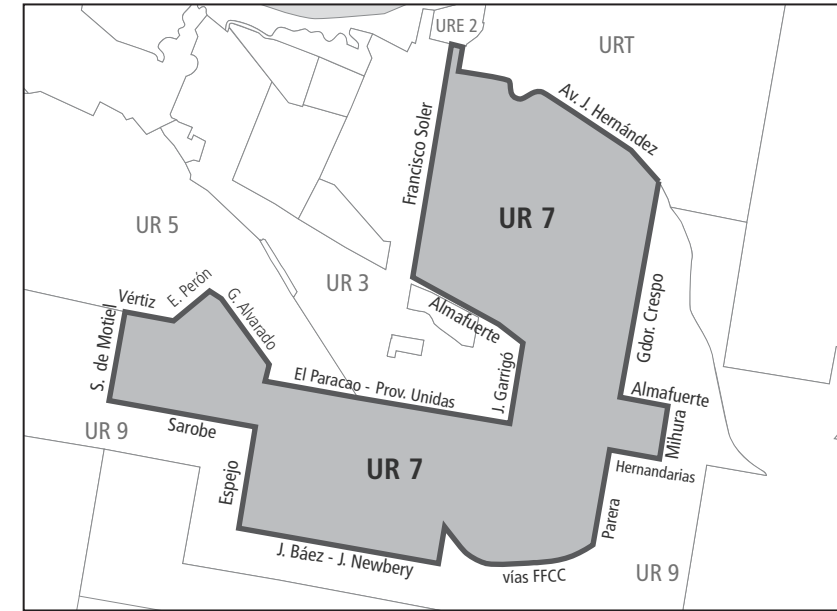 URE 2
URT
Av. J. Hernández
Francisco Soler
UR 7
UR 5
UR 3
E. Perón
Vértiz
G. Alvarado
S. de Motiel
Almafuerte
Gdor. Crespo
El Paracao - Prov. Unidas
J. Garrigó
Almafuerte
Mihura
Sarobe
UR 9
UR 7
Hernandarias
Espejo
Parera
J. Báez - J. Newbery
vías FFCC
UR 9